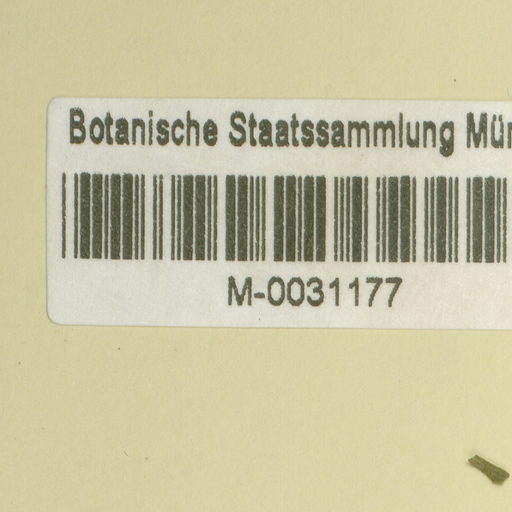 Botanische Staatssammlung Mün
M-0031177